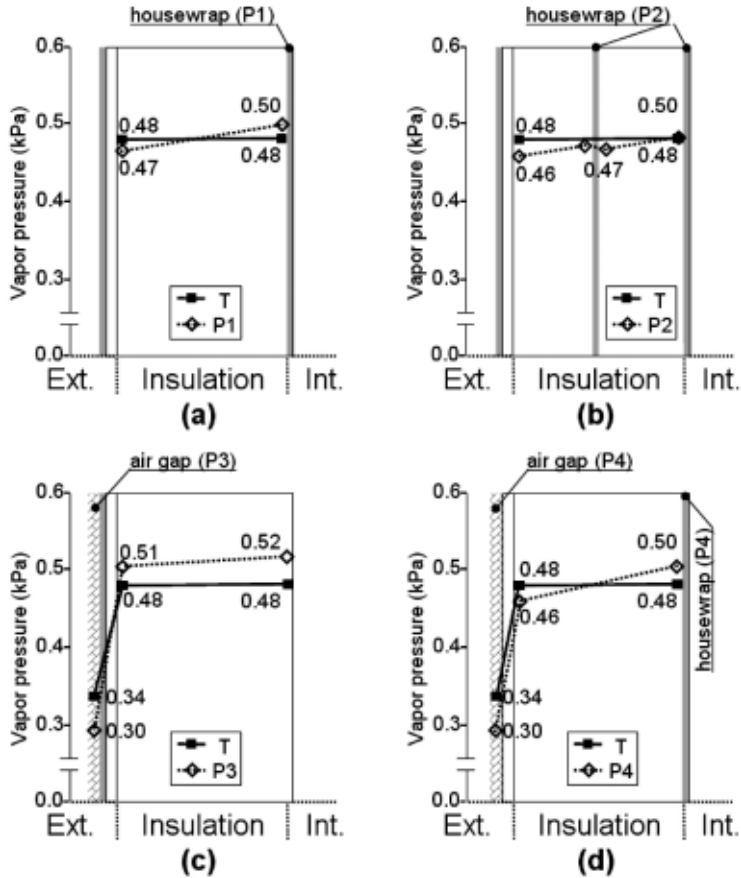 housewrap (P1)
0.6
0.5
0.4
0.3
0.0
Vapor pressure (kPa)
0.48
0.47
0.50
0.48
T
P1
Ext.
Insulation
Int.
(a)
housewrap (P2)
0.6
0.5
0.4
0.3
0.0
Vapor pressure (kPa)
0.48
0.46
0.47
0.50
0.48
T
P2
Ext.
Insulation
Int.
(b)
air gap (P3)
0.6
0.5
0.4
0.3
0.0
Vapor pressure (kPa)
0.51
0.52
0.48
0.48
0.34
0.30
T
P3
Ext.
Insulation
Int.
(c)
air gap (P4)
0.6
0.5
0.4
0.3
0.0
Vapor pressure (kPa)
0.48
0.46
0.50
0.48
0.34
0.30
housewrap (P4)
T
P4
Ext.
Insulation
Int.
(d)